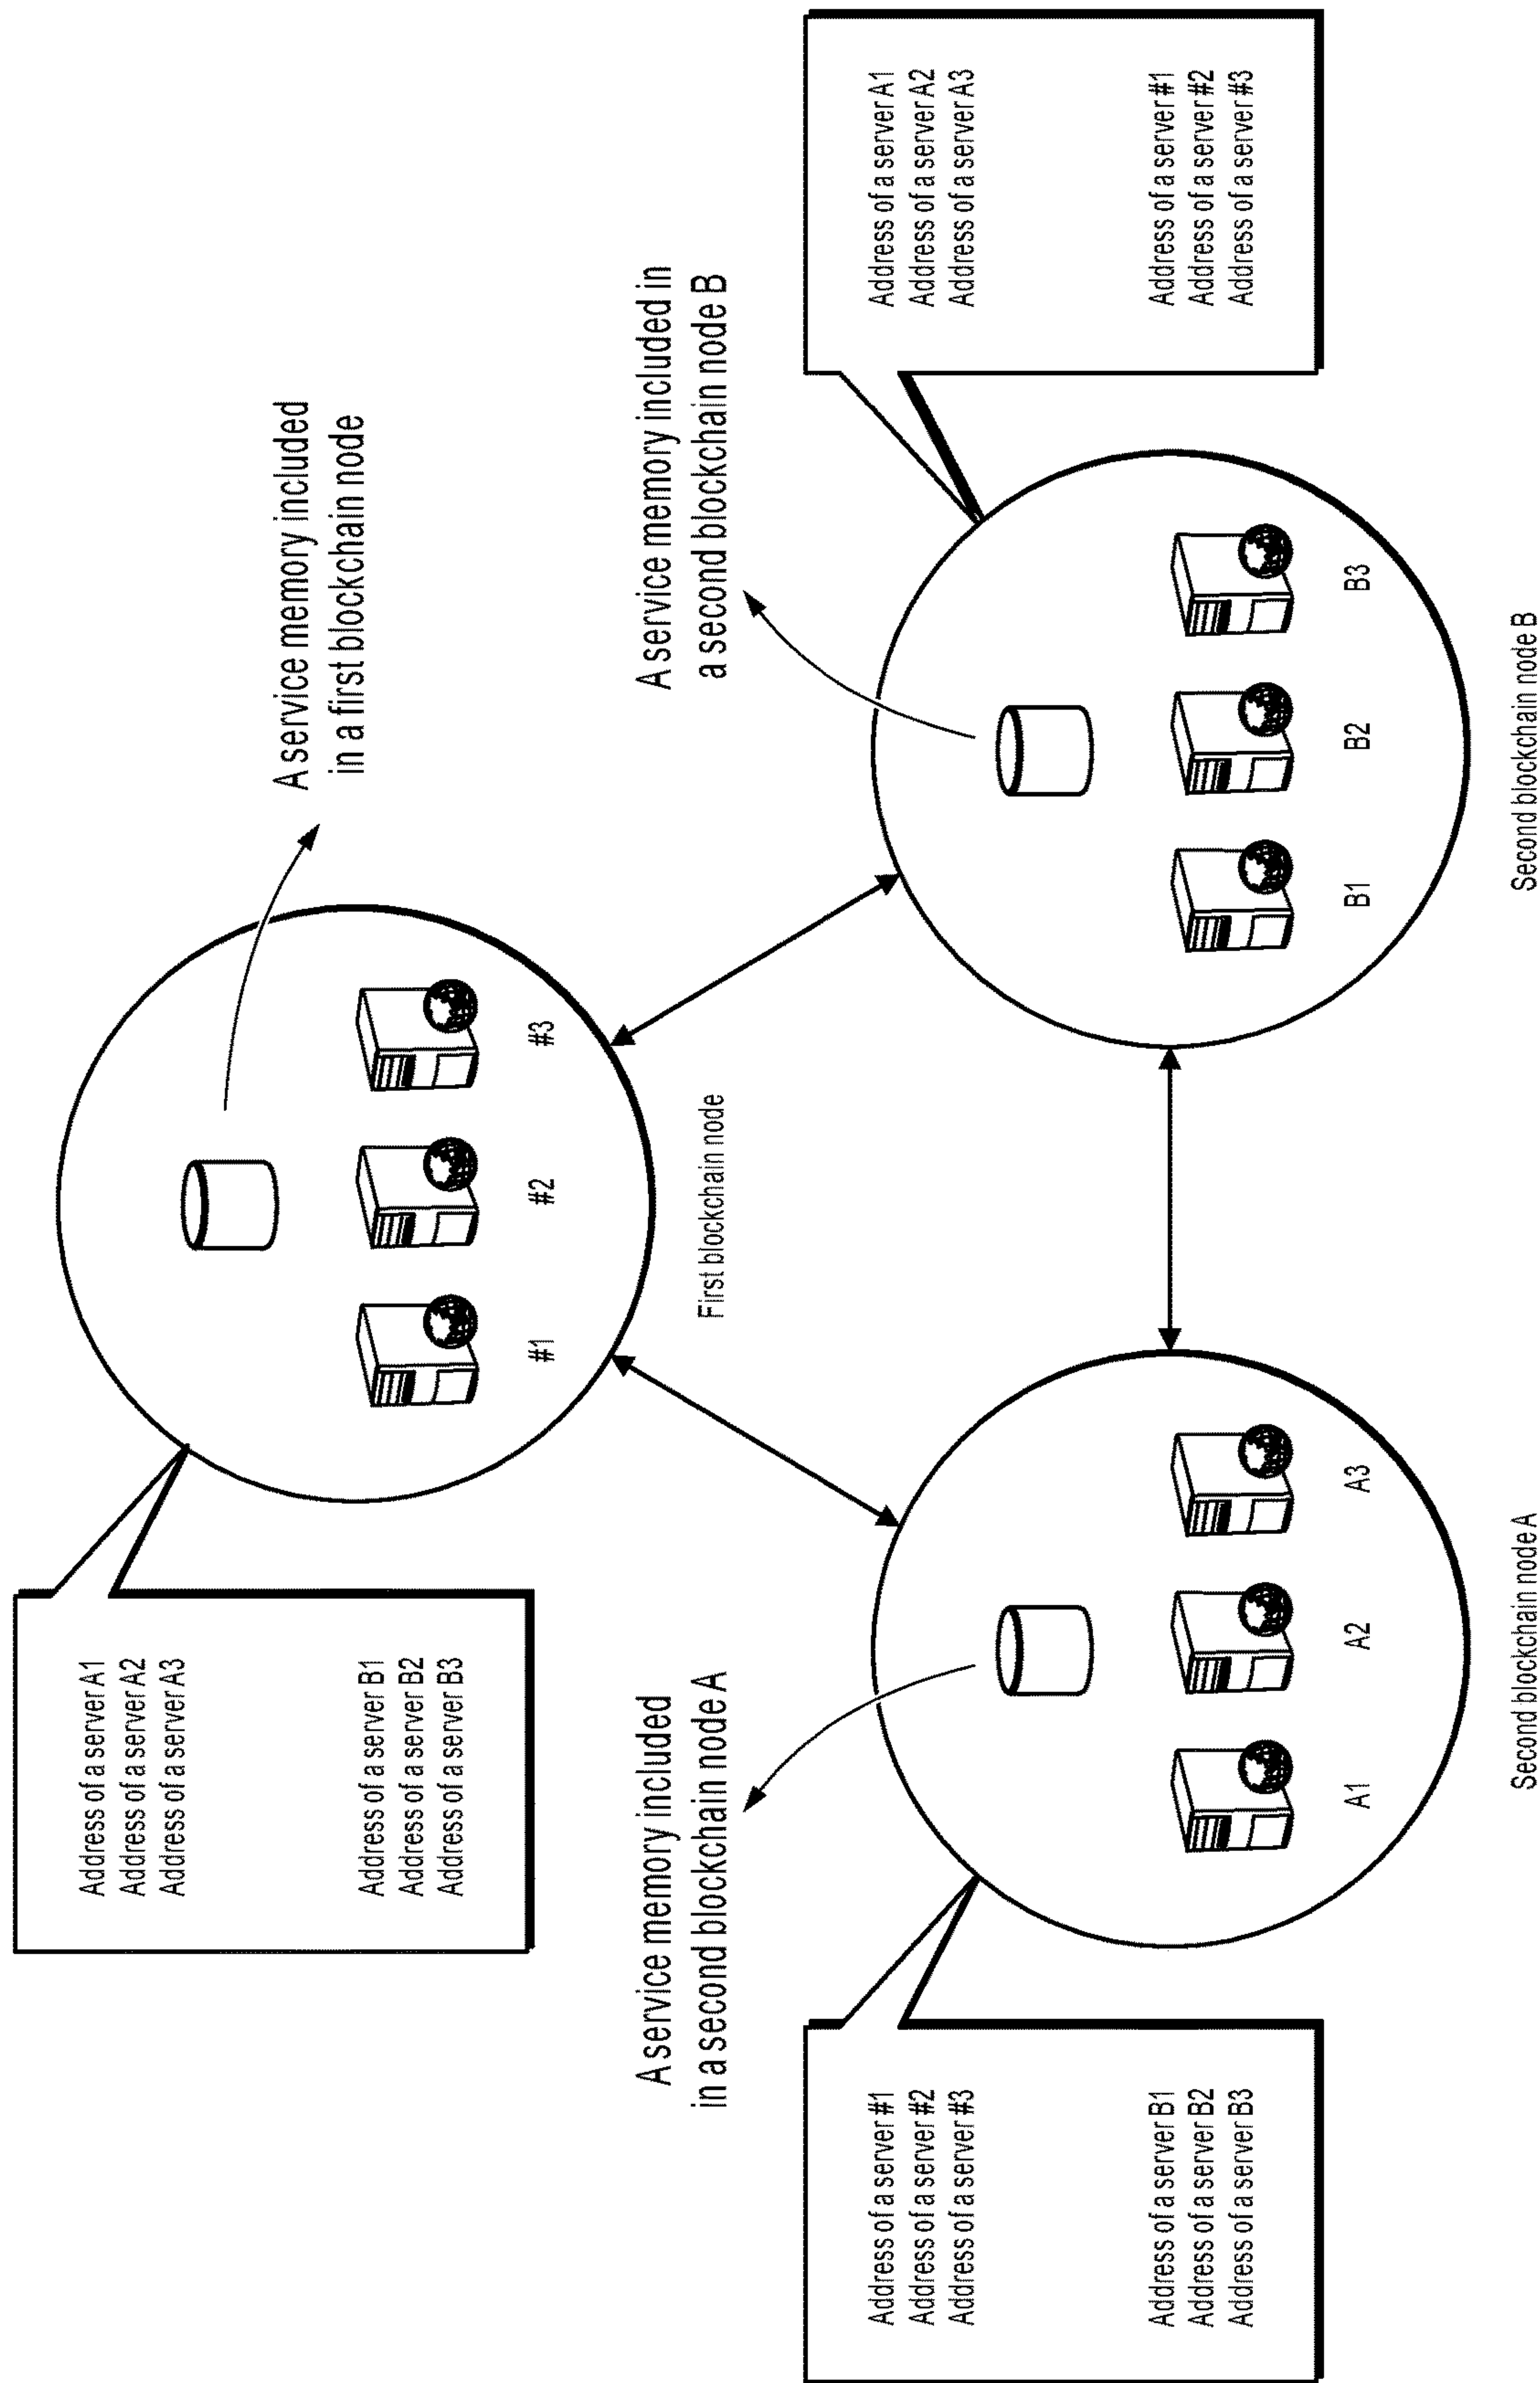 Address of a server A1
Address of a server A2
Address of a server A3
Address of a server B1
Address of a server B2
Address of a server B3
#1
#2
#3
First blockchain node
A service memory included
in a first blockchain node
A service memory included
in a second blockchain node A
Address of a server #1
Address of a server #2
Address of a server #3
Address of a server B1
Address of a server B2
Address of a server B3
A1
A2
A3
Second blockchain node A
A service memory included in
a second blockchain node B
Address of a server A1
Address of a server A2
Address of a server A3
Address of a server #1
Address of a server #2
Address of a server #3
B1
B2
B3
Second blockchain node B